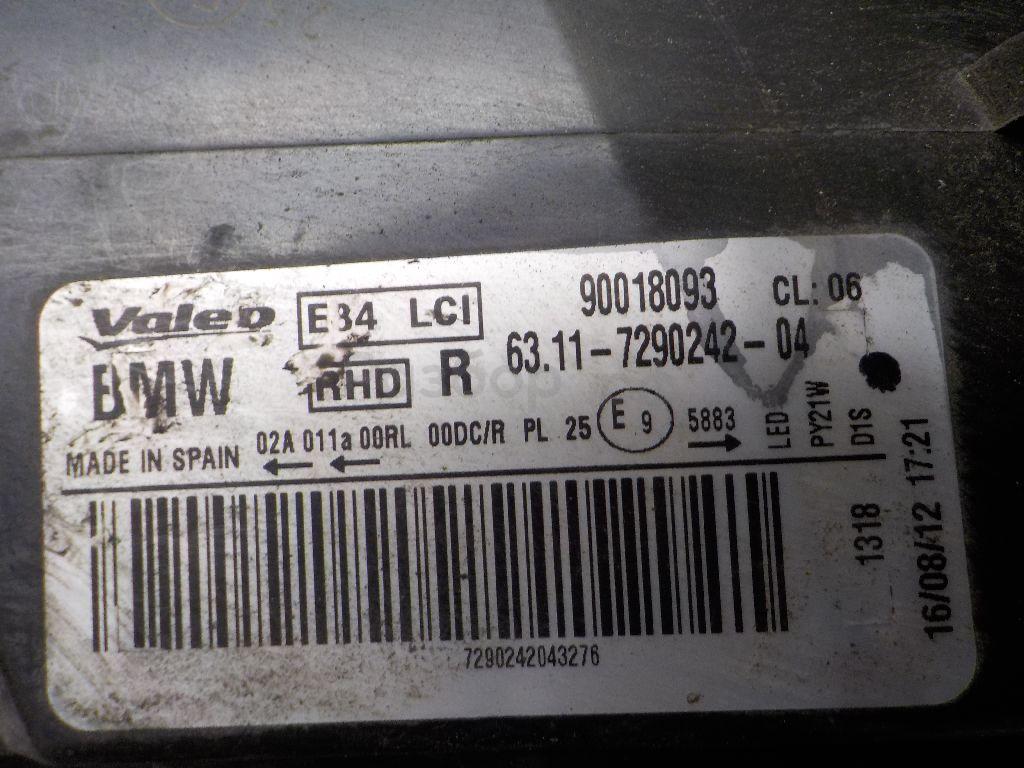 Valeo E84 LCI 90018093 CL: 06
BMW RHD R 63.11-7290242-04
MADE IN SPAIN 02A 011a 00RL 00DC/R PL 25 E 9 5883
← ← →
LED
PY21W
D1S
1318
16/08/12 17:21
7290242043276